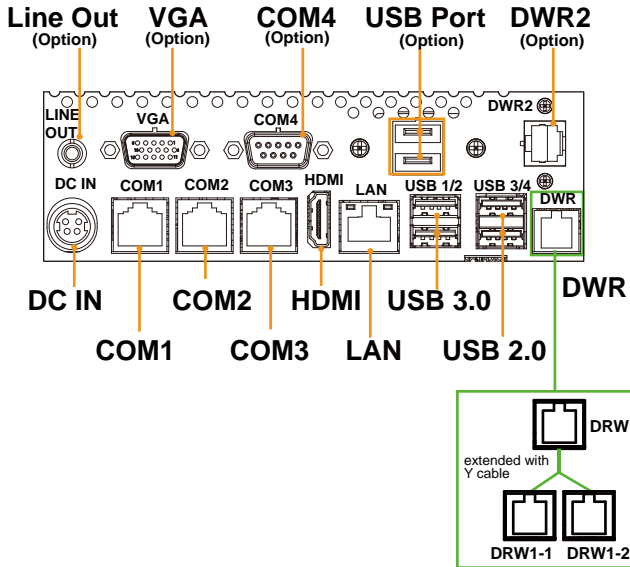 Line Out VGA COM4 USB Port DWR2
(Option) (Option) (Option) (Option) (Option)
LINE OUT VGA COM4 DWR2
DC IN COM1 COM2 COM3 HDMI LAN USB 1/2 USB 3/4 DWR
DC IN COM2 HDMI USB 3.0 DWR
COM1 COM3 LAN USB 2.0
DRW
extended with
Y cable
DRW1-1 DRW1-2